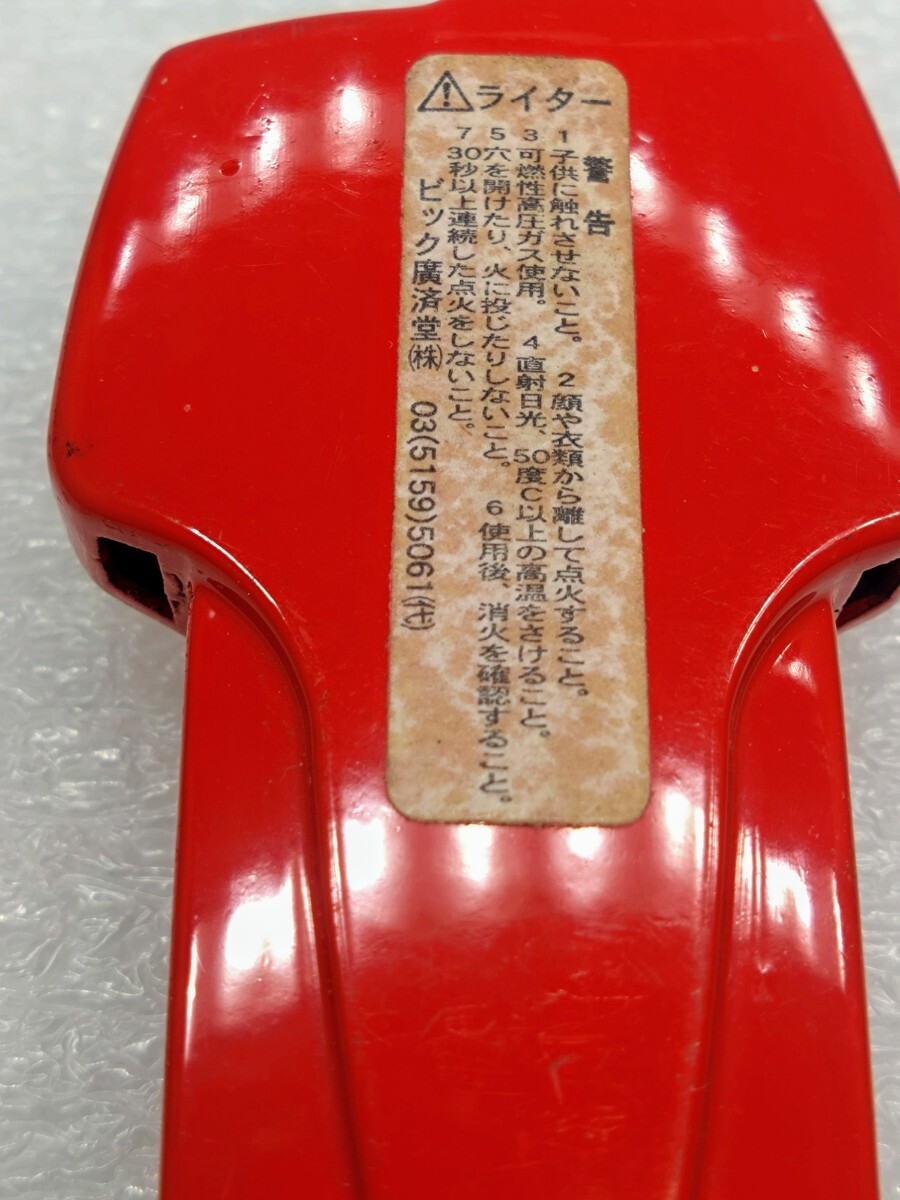 ⚠ライター
警告
1 子供に触れさせないこと。 2 顔や衣類から離して点火すること。
3 可燃性高圧ガス使用。 4 直射日光、50度C以上の高温をさけること。
5 穴を開けたり、火に投じたりしないこと。 6 使用後、消火を確認すること。
7 30秒以上連続した点火をしないこと。
ビック廣済堂㈱ 03(5159)5061(代)